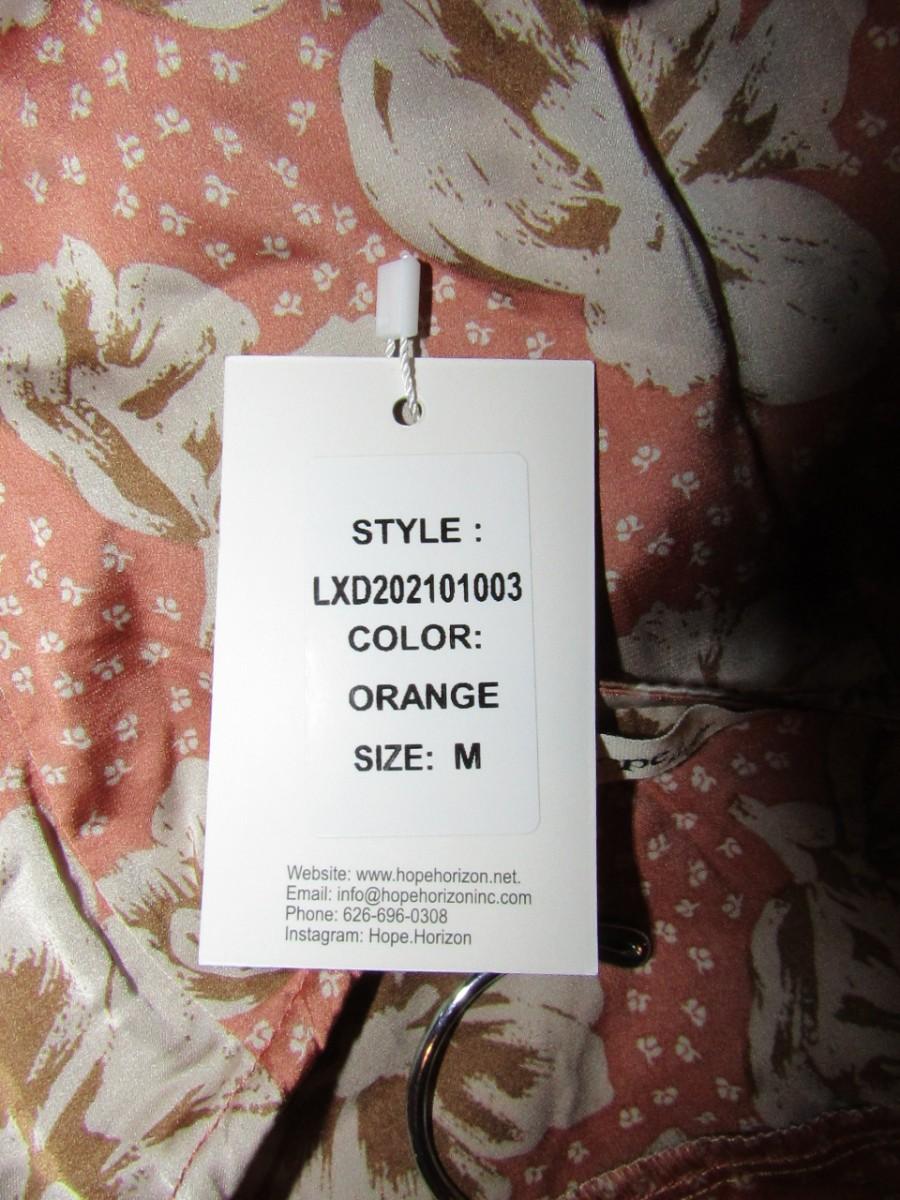 STYLE :
LXD202101003
COLOR:
ORANGE
SIZE: M
Website: www.hopehorizon.net.
Email: info@hopehorizoninc.com
Phone: 626-696-0308
Instagram: Hope.Horizon